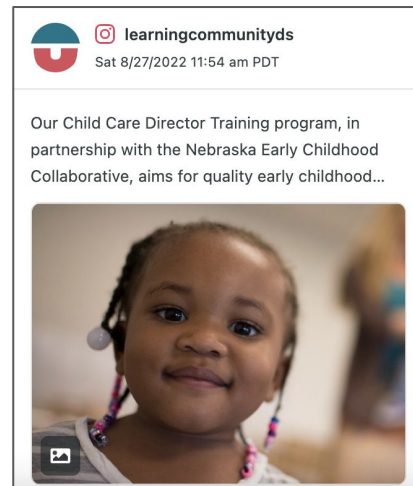 learningcommunityds
Sat 8/27/2022 11:54 am PDT
Our Child Care Director Training program, in
partnership with the Nebraska Early Childhood
Collaborative, aims for quality early childhood...